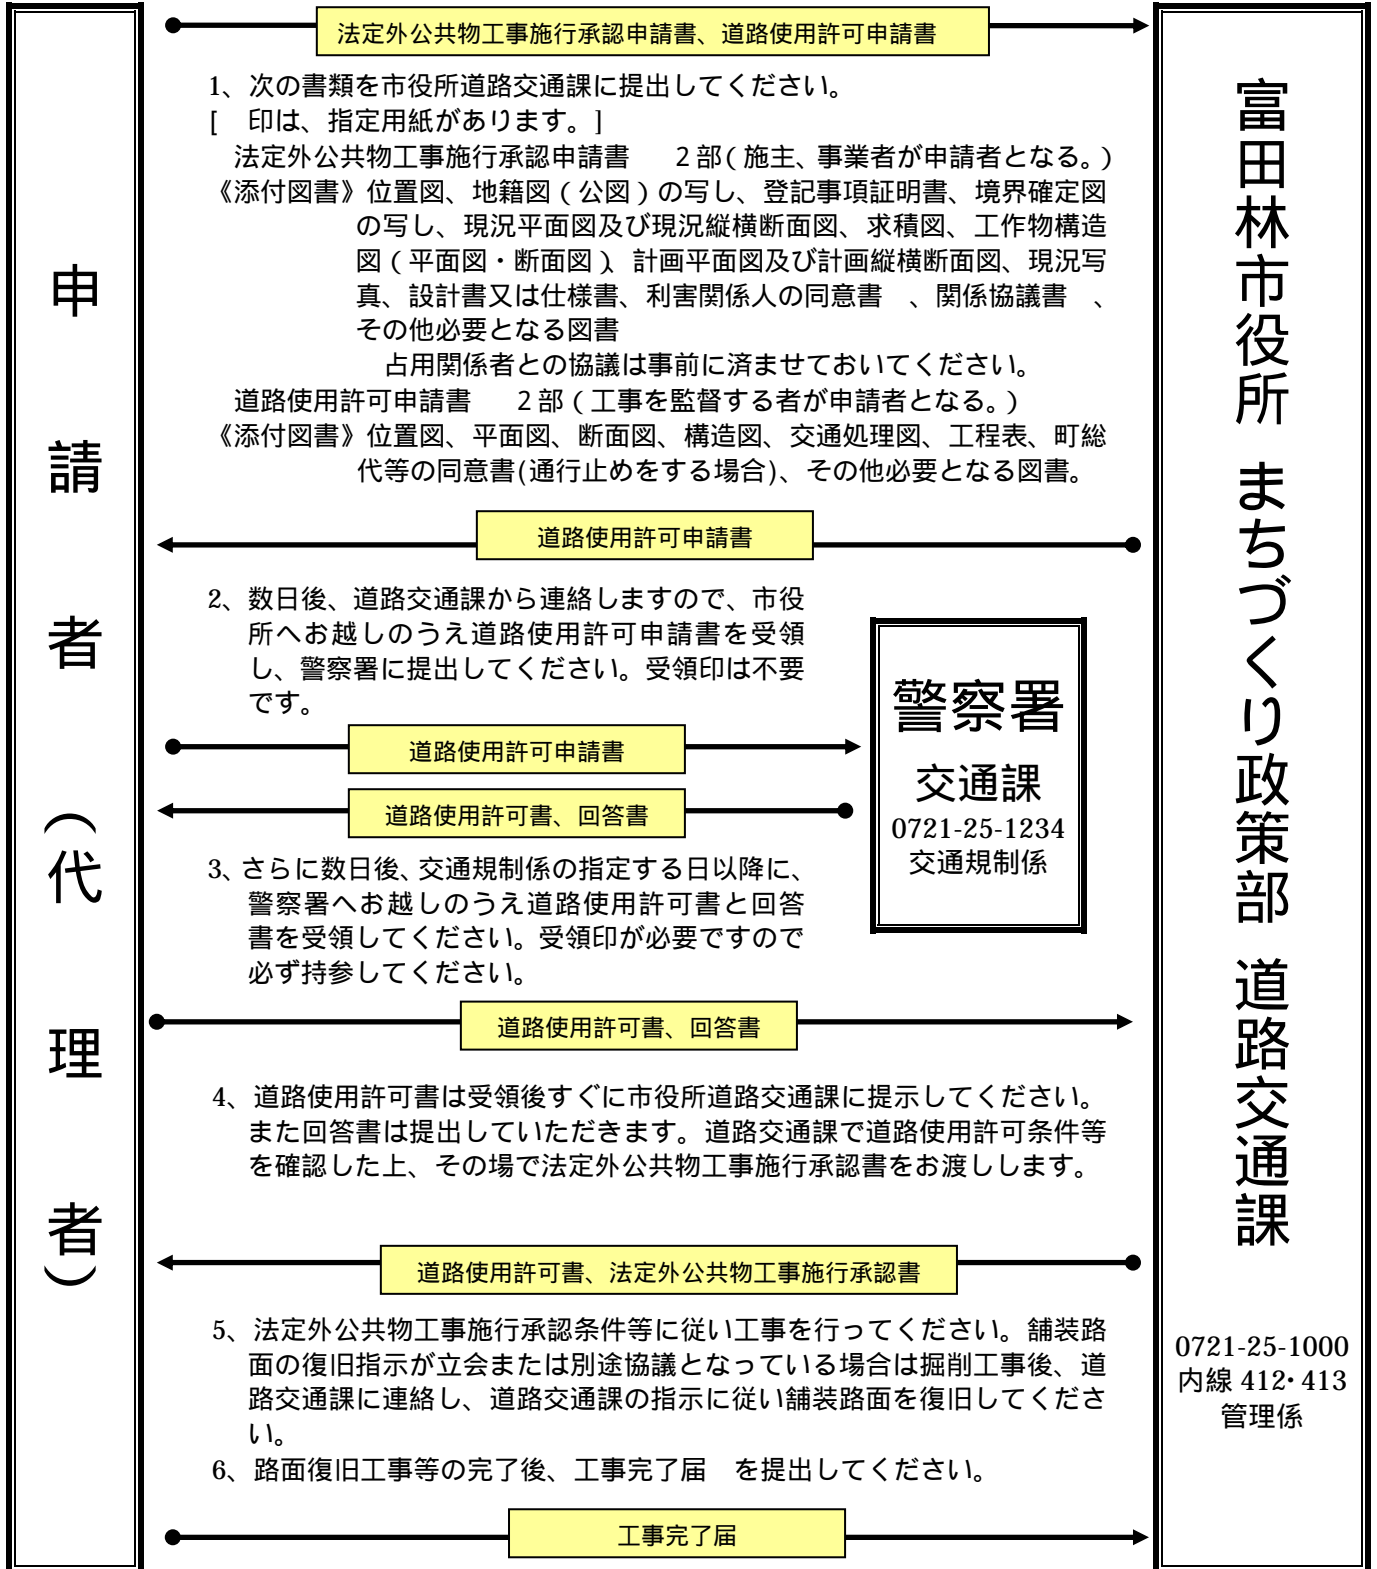 申請者(代理者)
法定外公共物工事施行承認申請書、道路使用許可申請書
1、次の書類を市役所道路交通課に提出してください。
[　印は、指定用紙があります。]
法定外公共物工事施行承認申請書　2部(施主、事業者が申請者となる。)
《添付図書》位置図、地籍図(公図)の写し、登記事項証明書、境界確定図
の写し、現況平面図及び現況縦横断面図、求積図、工作物構造
図(平面図・断面図)、計画平面図及び計画縦横断面図、現況写
真、設計書又は仕様書、利害関係人の同意書　、関係協議書　、
その他必要となる図書
占用関係者との協議は事前に済ませておいてください。
道路使用許可申請書　2部(工事を監督する者が申請者となる。)
《添付図書》位置図、平面図、断面図、構造図、交通処理図、工程表、町総
代等の同意書(通行止めをする場合)、その他必要となる図書。
道路使用許可申請書
2、数日後、道路交通課から連絡しますので、市役
所へお越しのうえ道路使用許可申請書を受領
し、警察署に提出してください。受領印は不要
です。
道路使用許可申請書
道路使用許可書、回答書
警察署
交通課
0721-25-1234
交通規制係
3、さらに数日後、交通規制係の指定する日以降に、
警察署へお越しのうえ道路使用許可書と回答
書を受領してください。受領印が必要ですので
必ず持参してください。
道路使用許可書、回答書
4、道路使用許可書は受領後すぐに市役所道路交通課に提示してください。
また回答書は提出していただきます。道路交通課で道路使用許可条件等
を確認した上、その場で法定外公共物工事施行承認書をお渡しします。
道路使用許可書、法定外公共物工事施行承認書
5、法定外公共物工事施行承認条件等に従い工事を行ってください。舗装路
面の復旧指示が立会または別途協議となっている場合は掘削工事後、道
路交通課に連絡し、道路交通課の指示に従い舗装路面を復旧してくださ
い。
6、路面復旧工事等の完了後、工事完了届　を提出してください。
工事完了届
富田林市役所 まちづくり政策部 道路交通課
0721-25-1000
内線 412・413
管理係